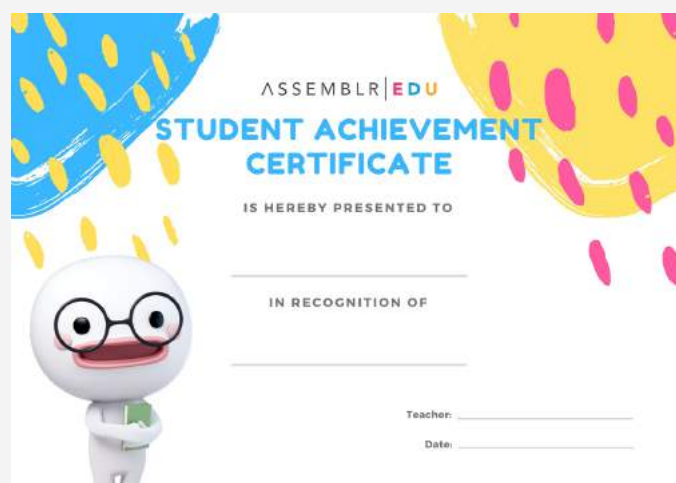 ASSEMBLR|EDU
STUDENT ACHIEVEMENT
CERTIFICATE
IS HEREBY PRESENTED TO
IN RECOGNITION OF
Teacher:
Date: